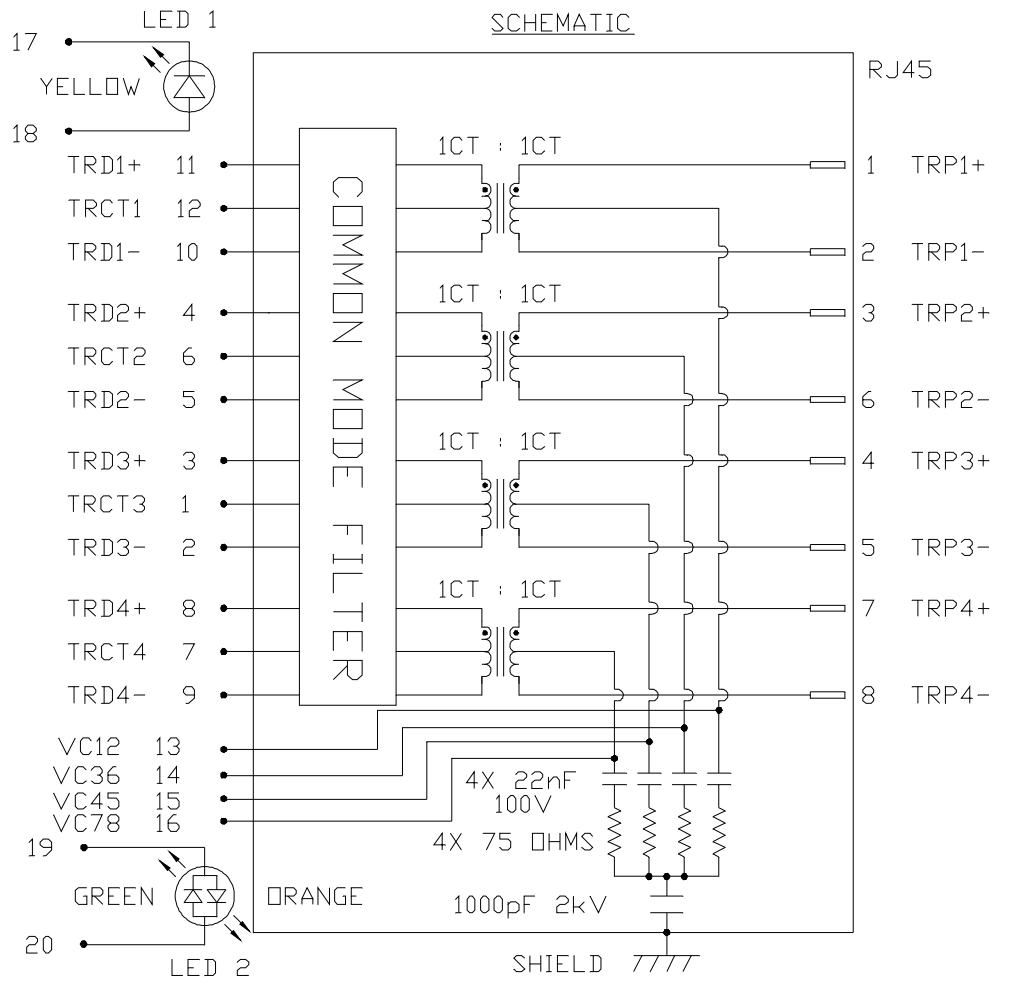 LED 1
SCHEMATIC
17
YELLOW
18
RJ45
1CT : 1CT
TRD1+ 11
1 TRP1+
TRCT1 12
TRD1- 10
2 TRP1-
1CT : 1CT
TRD2+ 4
3 TRP2+
TRCT2 6
TRD2- 5
6 TRP2-
1CT : 1CT
TRD3+ 3
4 TRP3+
TRCT3 1
TRD3- 2
5 TRP3-
1CT : 1CT
TRD4+ 8
7 TRP4+
TRCT4 7
TRD4- 9
8 TRP4-
COMMON MODE FILTER
VC12 13
VC36 14
VC45 15
VC78 16
4X 22nF
100V
4X 75 OHMS
1000pF 2kV
19
GREEN
ORANGE
20
LED 2
SHIELD